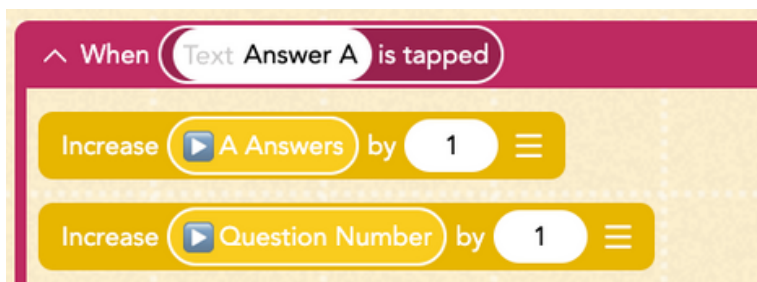 When Text Answer A is tapped
Increase A Answers by 1
Increase Question Number by 1